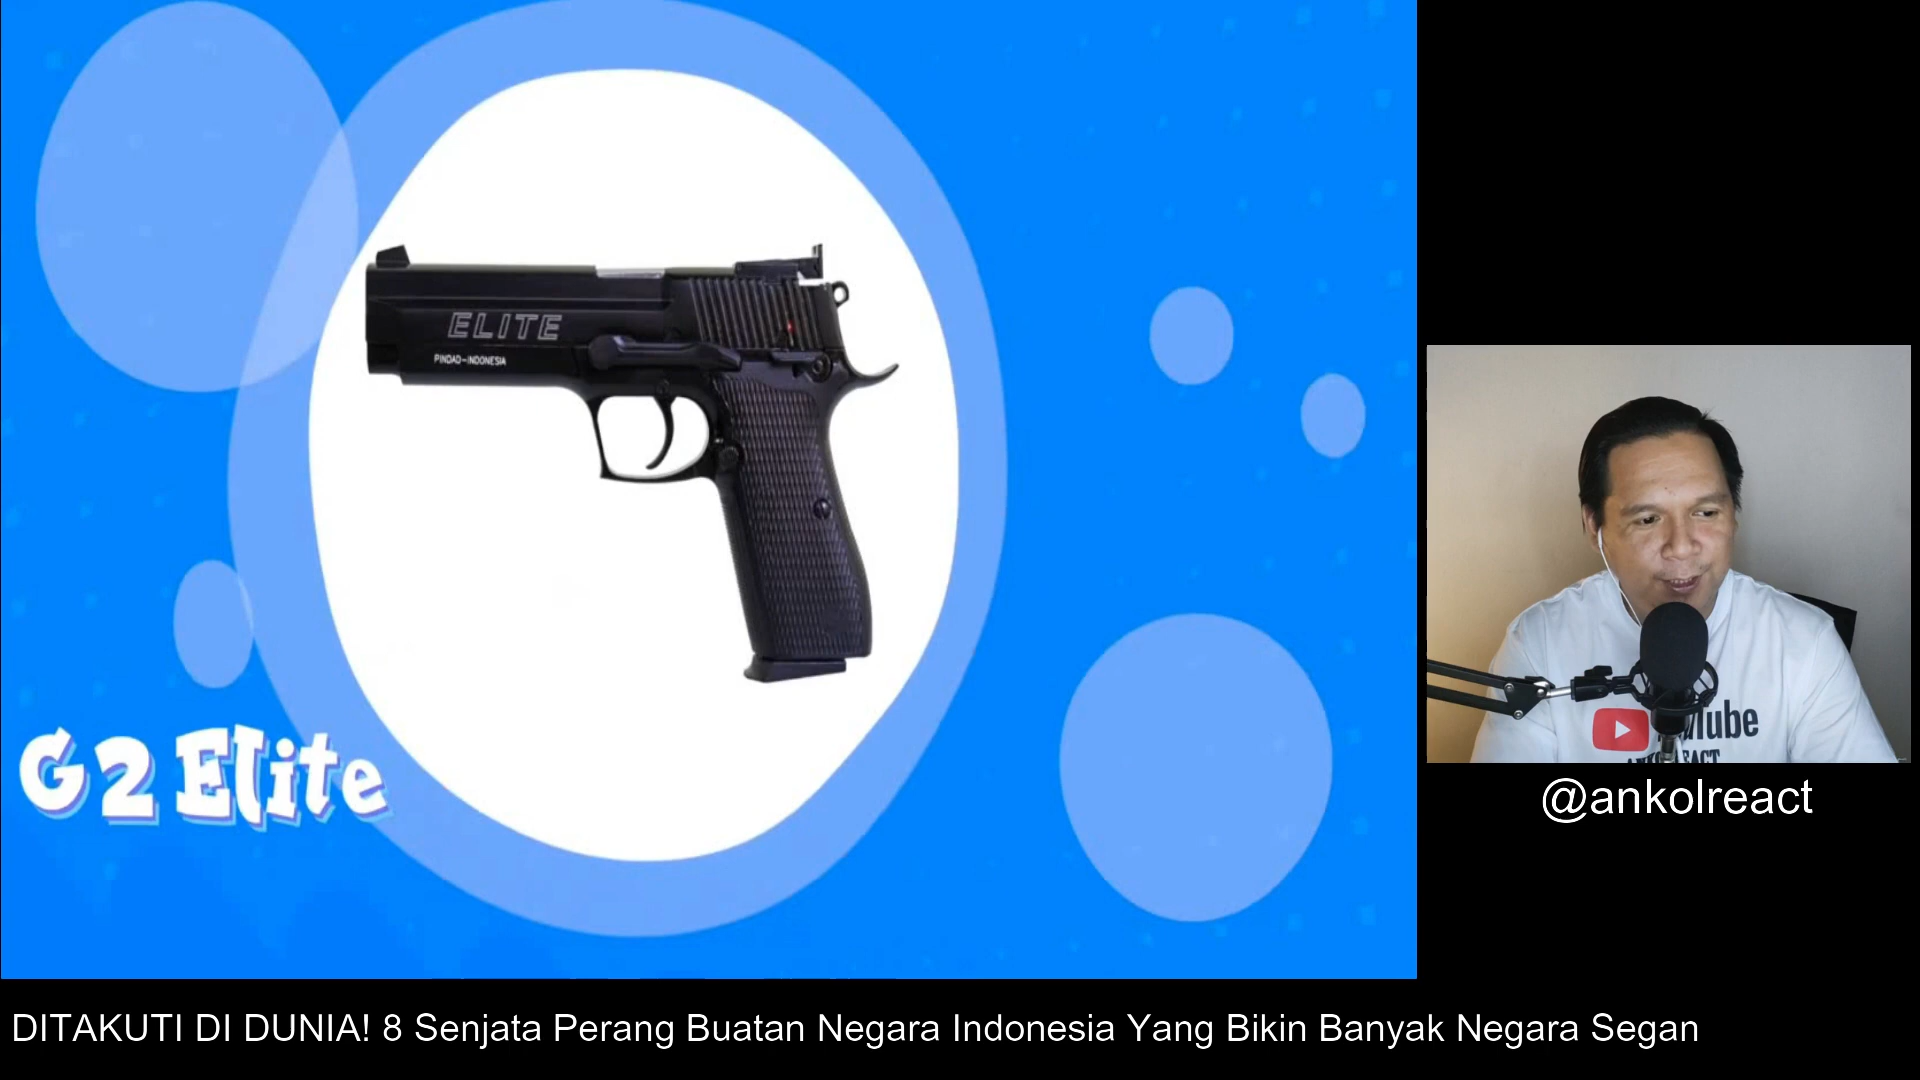 ELITE
PINDAD-INDONESIA
G2 Elite
@ankolreact
DITAKUTI DI DUNIA! 8 Senjata Perang Buatan Negara Indonesia Yang Bikin Banyak Negara Segan